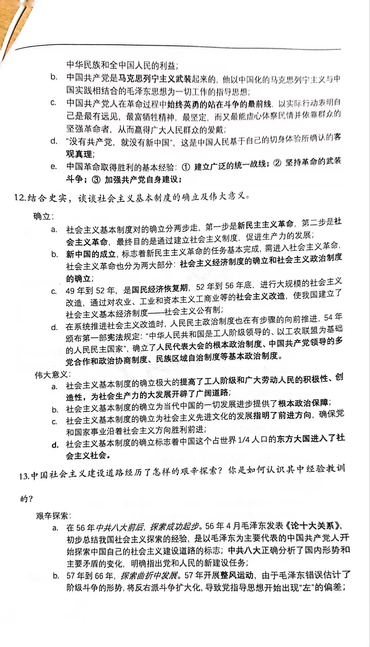 中华民族和全中国人民的利益；
b. 中国共产党是马克思列宁主义武装起来的，他以中国化的马克思列宁主义与中
国实践相结合的毛泽东思想为一切工作的指导思想；
c. 中国共产党人在革命过程中始终英勇的站在斗争的最前线，以实际行动表明自
己是最有远见，最富牺牲精神，最坚定，而又最能虚心体察民情并依靠群众的
坚强革命者，从而赢得广大人民群众的爱戴；
d. “没有共产党，就没有新中国”，这是中国人民基于自己的切身体验所确认的客
观真理；
e. 中国革命取得胜利的基本经验：① 建立广泛的统一战线；② 坚持革命的武装
斗争；③ 加强共产党自身建设；
12.结合史实，谈谈社会主义基本制度的确立及伟大意义。
确立：
a. 社会主义基本制度对的确立分两步走，第一步是新民主主义革命，第二步是社
会主义革命，最终目的是通过建立社会主义制度，促进生产力的发展；
b. 新中国的成立，标志着新民主主义革命的任务基本完成，需进入社会主义革命，
社会主义革命也分为两大部分：社会主义经济制度的确立和社会主义政治制度
的确立；
c. 49 年到 52 年，是国民经济恢复期，52 年到 56 年底，进行大规模的社会主义
改造，通过对农业、工业和资本主义工商业等的社会主义改造，使我国建立了
社会主义基本经济制度——社会主义公有制；
d. 在系统推进社会主义改造时，人民民主政治制度也在有步骤的向前推进，54 年
颁布第一部宪法规定：“中华人民共和国是工人阶级领导的、以工农联盟为基础
的人民民主国家”，确立了人民代表大会的根本政治制度、中国共产党领导的多
党合作和政治协商制度、民族区域自治制度等基本政治制度。
伟大意义：
a. 社会主义基本制度的确立极大的提高了工人阶级和广大劳动人民的积极性、创
造性，为社会生产力的大发展开辟了广阔道路；
b. 社会主义基本制度的确立为当代中国的一切发展进步提供了根本政治保障；
c. 社会主义基本制度的确立为社会主义先进文化的发展指明了前进方向，确保党
和国家事业沿着社会主义方向胜利前进；
d. 社会主义基本制度的确立标志着中国这个占世界 1/4 人口的东方大国进入了社
会主义社会。
13.中国社会主义建设道路经历了怎样的艰辛探索？你是如何认识其中经验教训
的？
艰辛探索：
a. 在 56 年中共八大前后，探索成功起步。56 年 4 月毛泽东发表《论十大关系》，
初步总结我国社会主义探索的经验，是以毛泽东为主要代表的中国共产党人开
始探索中国自己的社会主义建设道路的标志；中共八大正确分析了国内形势和
主要矛盾的变化，明确指出党和人民的新建设任务；
b. 57 年到 66 年，探索曲折中发展。57 年开展整风运动，由于毛泽东错误估计了
阶级斗争的形势，将反右派斗争扩大化，导致党指导思想开始出现“左”的偏差；